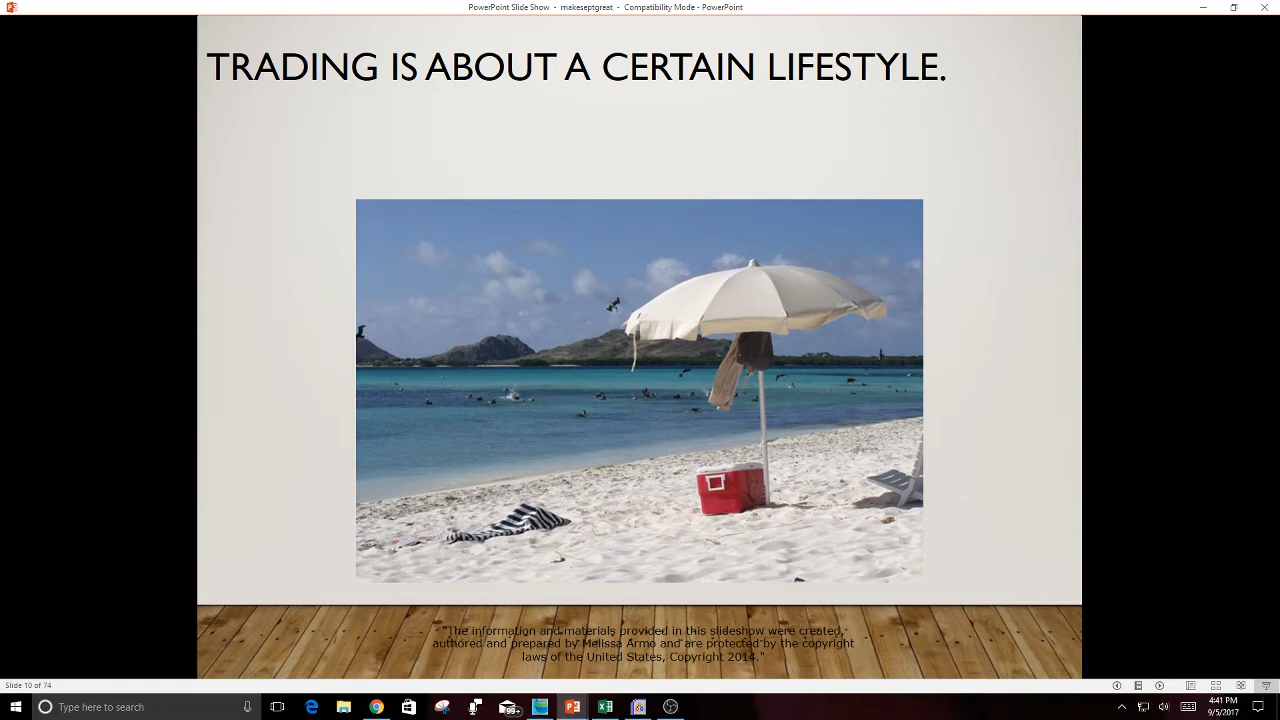 PowerPoint Slide Show - makeseptgreat - Compatibility Mode - PowerPoint
TRADING IS ABOUT A CERTAIN LIFESTYLE.
"The information and materials provided in this slideshow were created,
authored and prepared by Melissa Armo and are protected by the copyright
laws of the United States, Copyright 2014."
Slide 10 of 74
Type here to search
4:41 PM
9/5/2017